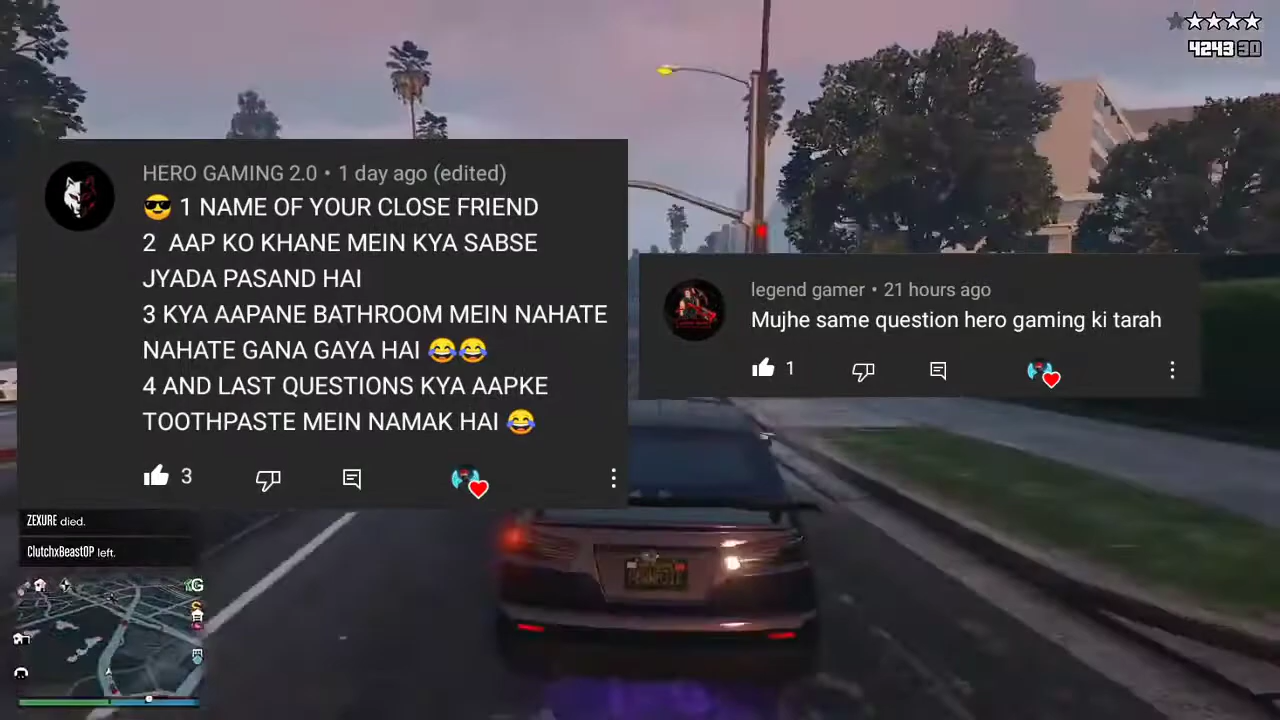 4243 30
HERO GAMING 2.0 • 1 day ago (edited)
😎 1 NAME OF YOUR CLOSE FRIEND
2 AAP KO KHANE MEIN KYA SABSE
JYADA PASAND HAI
3 KYA AAPANE BATHROOM MEIN NAHATE
NAHATE GANA GAYA HAI 😂😂
4 AND LAST QUESTIONS KYA AAPKE
TOOTHPASTE MEIN NAMAK HAI 😂
3
legend gamer • 21 hours ago
Mujhe same question hero gaming ki tarah
1
ZEXURE died.
ClutchxBeastOP left.